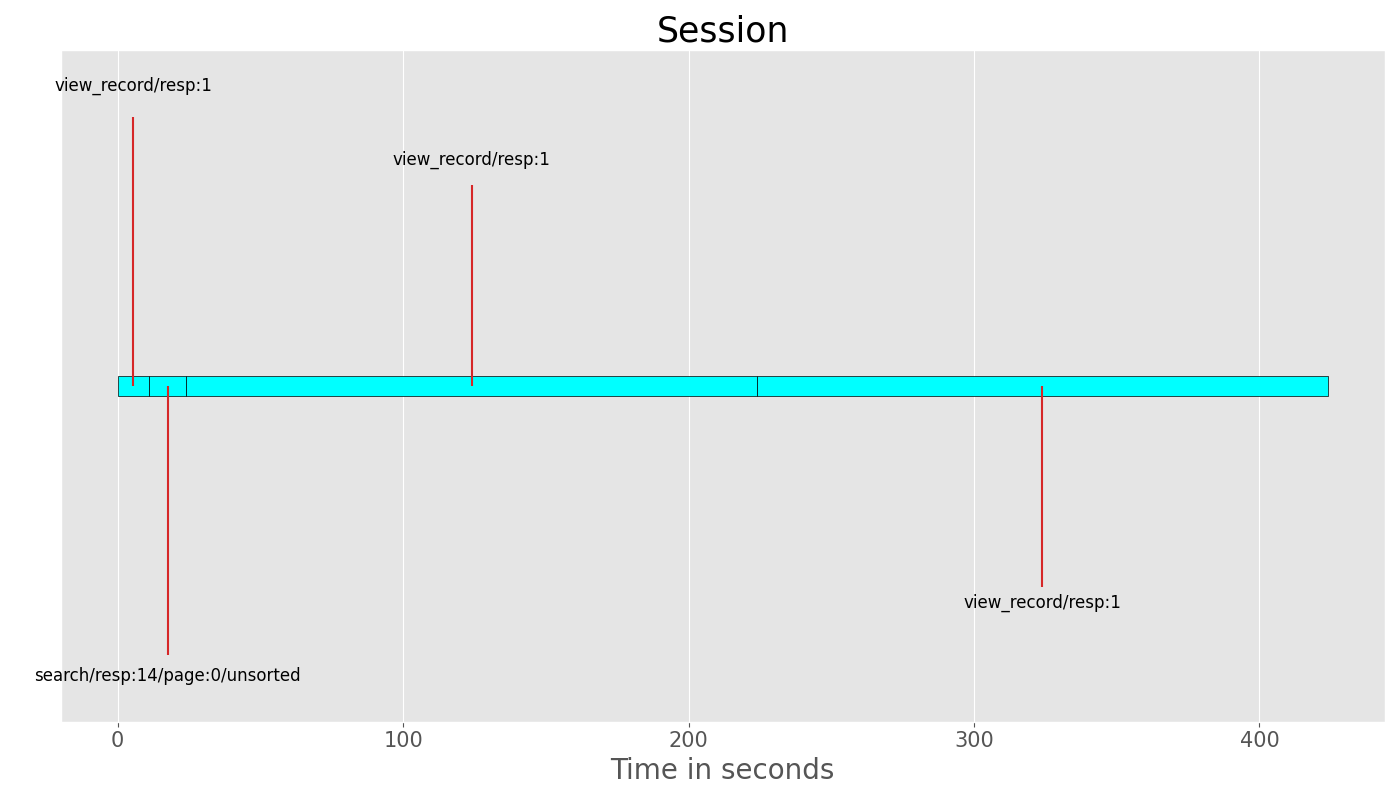 Session
view_record/resp:1
view_record/resp:1
view_record/resp:1
search/resp:14/page:0/unsorted
0 100 200 300 400
Time in seconds